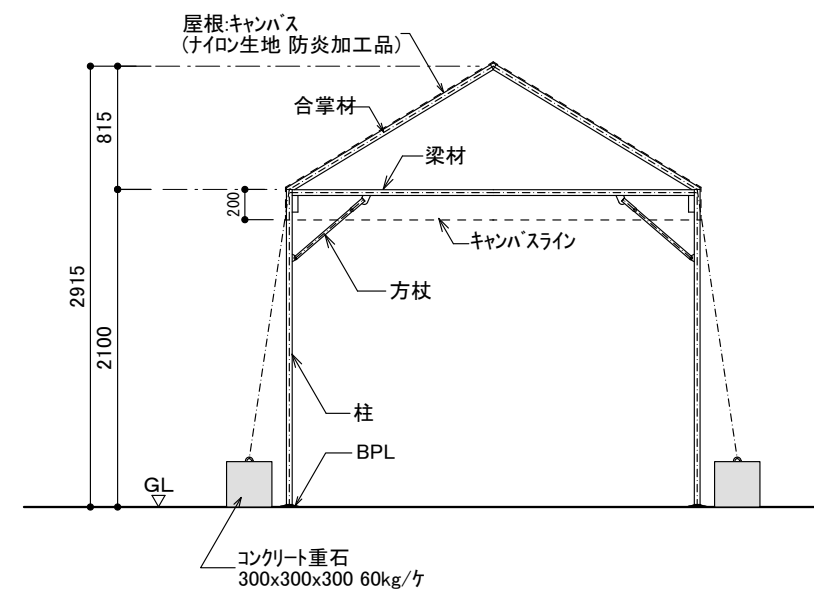 屋根:キャンバス
(ナイロン生地 防炎加工品)
合掌材
梁材
815
200
キャンバスライン
方杖
2915
2100
柱
BPL
GL
コンクリート重石
300x300x300 60kg/ケ